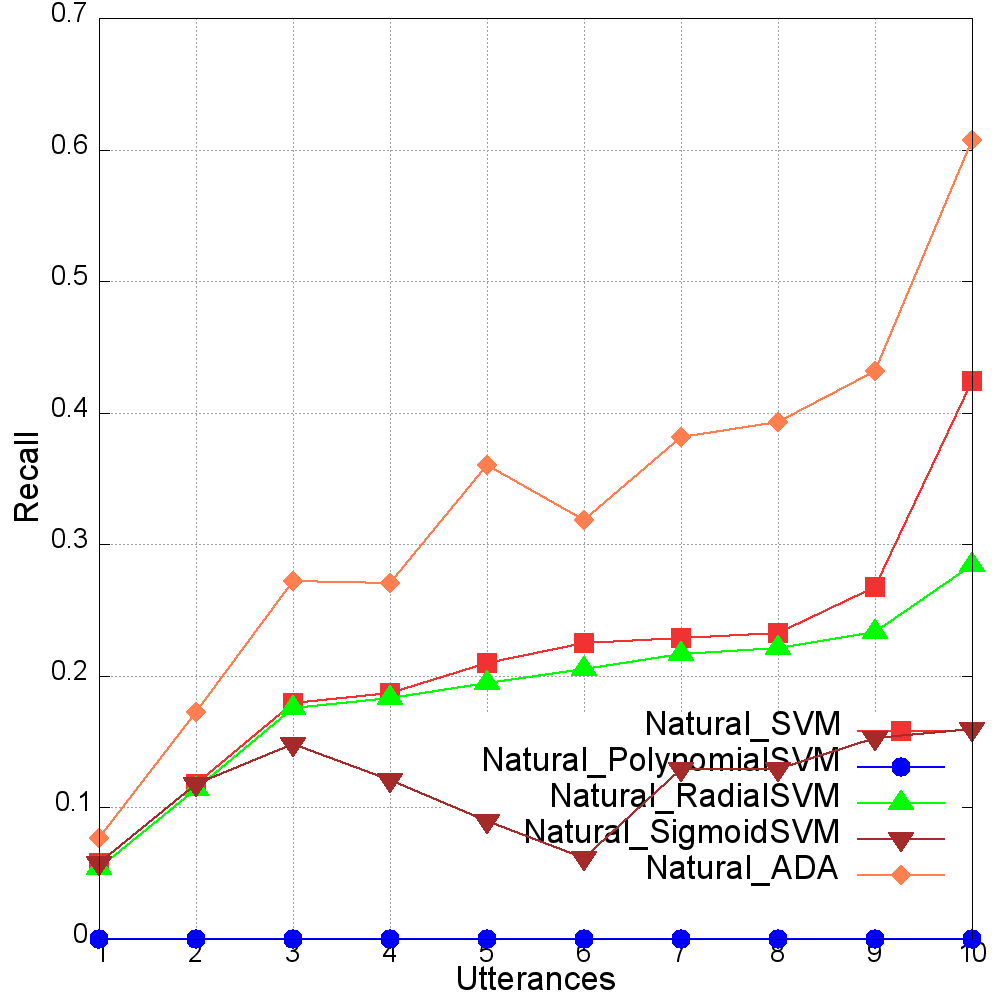 0.7
0.6
0.5
0.4
0.3
0.2
0.1
0
Recall
Natural_SVM
Natural_PolynomialSVM
Natural_RadialSVM
Natural_SigmoidSVM
Natural_ADA
1 2 3 4 5 6 7 8 9 10
Utterances